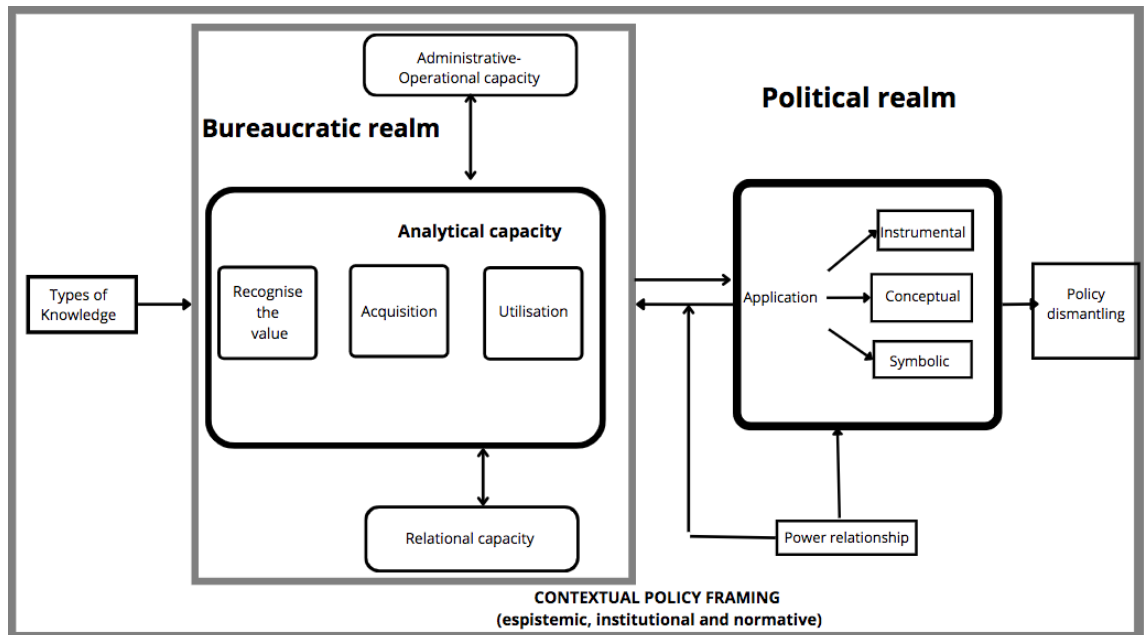 Administrative-
Operational capacity
Political realm
Bureaucratic realm
Analytical capacity
Types of
Knowledge
Recognise
the
value
Acquisition
Utilisation
Application
Instrumental
Conceptual
Symbolic
Policy
dismantling
Relational capacity
Power relationship
CONTEXTUAL POLICY FRAMING
(espistemic, institutional and normative)